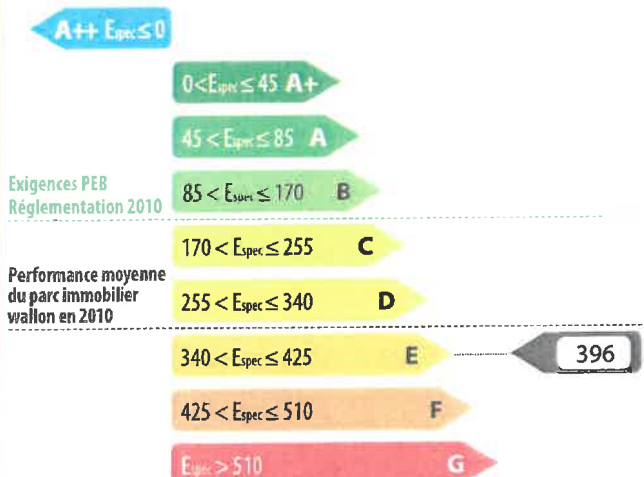 A++ Espec ≤ 0
0 < Espec ≤ 45 A+
45 < Espec ≤ 85 A
Exigences PEB
Réglementation 2010
85 < Espec ≤ 170 B
170 < Espec ≤ 255 C
Performance moyenne
du parc immobilier
wallon en 2010
255 < Espec ≤ 340 D
340 < Espec ≤ 425 E
396
425 < Espec ≤ 510 F
Espec > 510 G